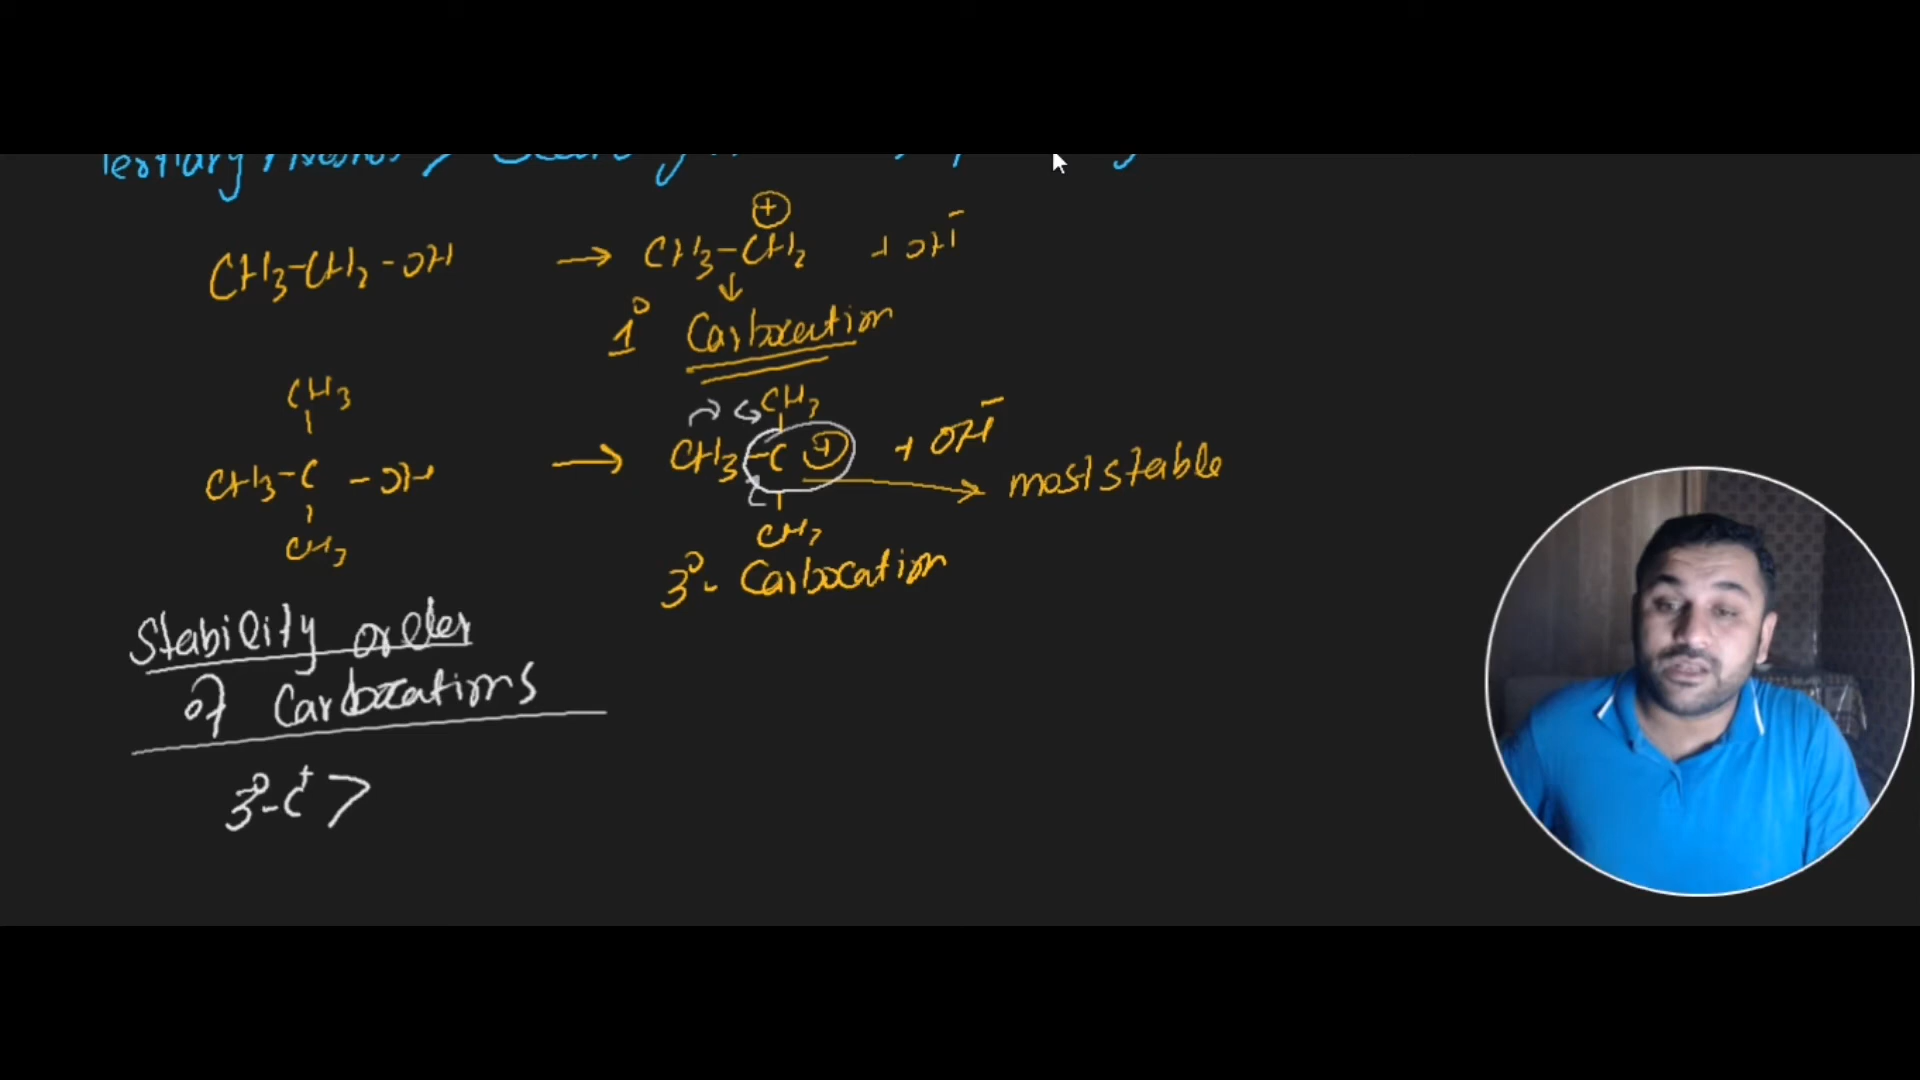 Tertiary
CH3-CH2-OH → CH3-CH2 + OH⁻
⊕
↓
1° Carbocation
CH3 CH3
CH3-C-OH → CH3-C ⊕ + OH⁻ → most stable
CH3 CH3
3°- Carbocation
Stability order
of Carbocations
3°-C⁺ >